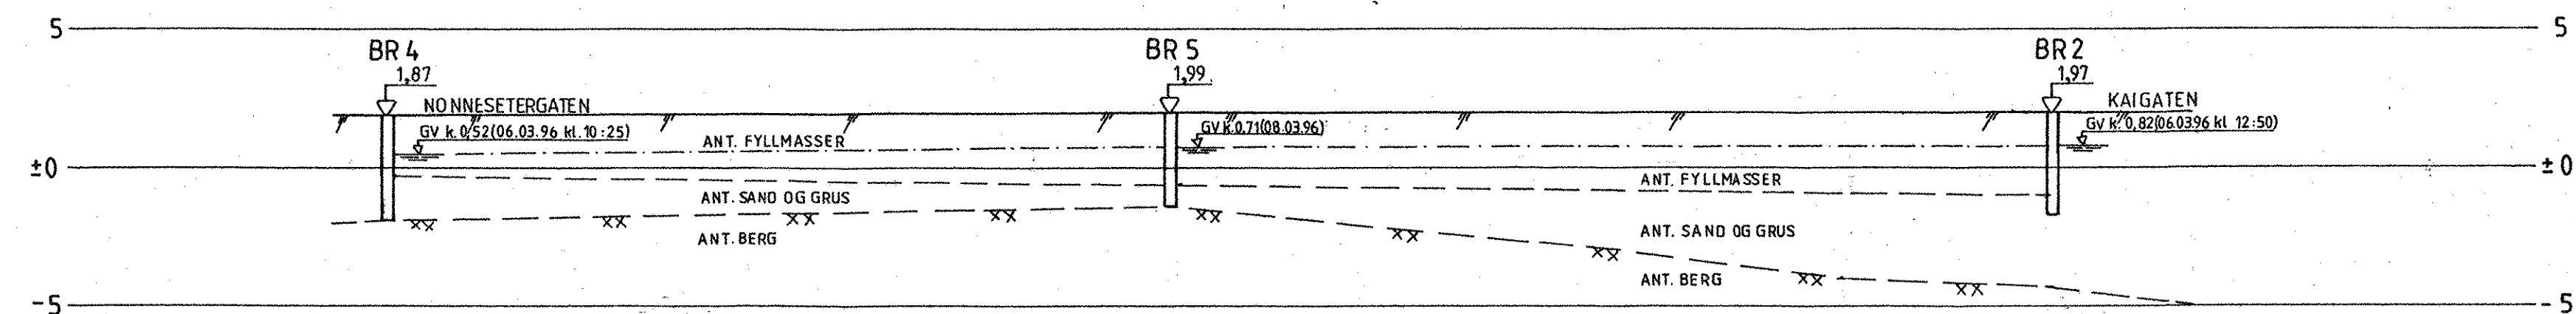 5
5
BR 4
BR 5
BR 2
1,87
1,99
1,97
NONNESETERGATEN
KAIGATEN
GV k. 0,52(06.03.96 kl. 10:25)
GV k.0.71(08.03.96)
GV k. 0,82(06.03.96 kl 12:50)
ANT. FYLLMASSER
±0
±0
ANT. FYLLMASSER
ANT. SAND OG GRUS
ANT. BERG
ANT. SAND OG GRUS
ANT. BERG
-5
-5